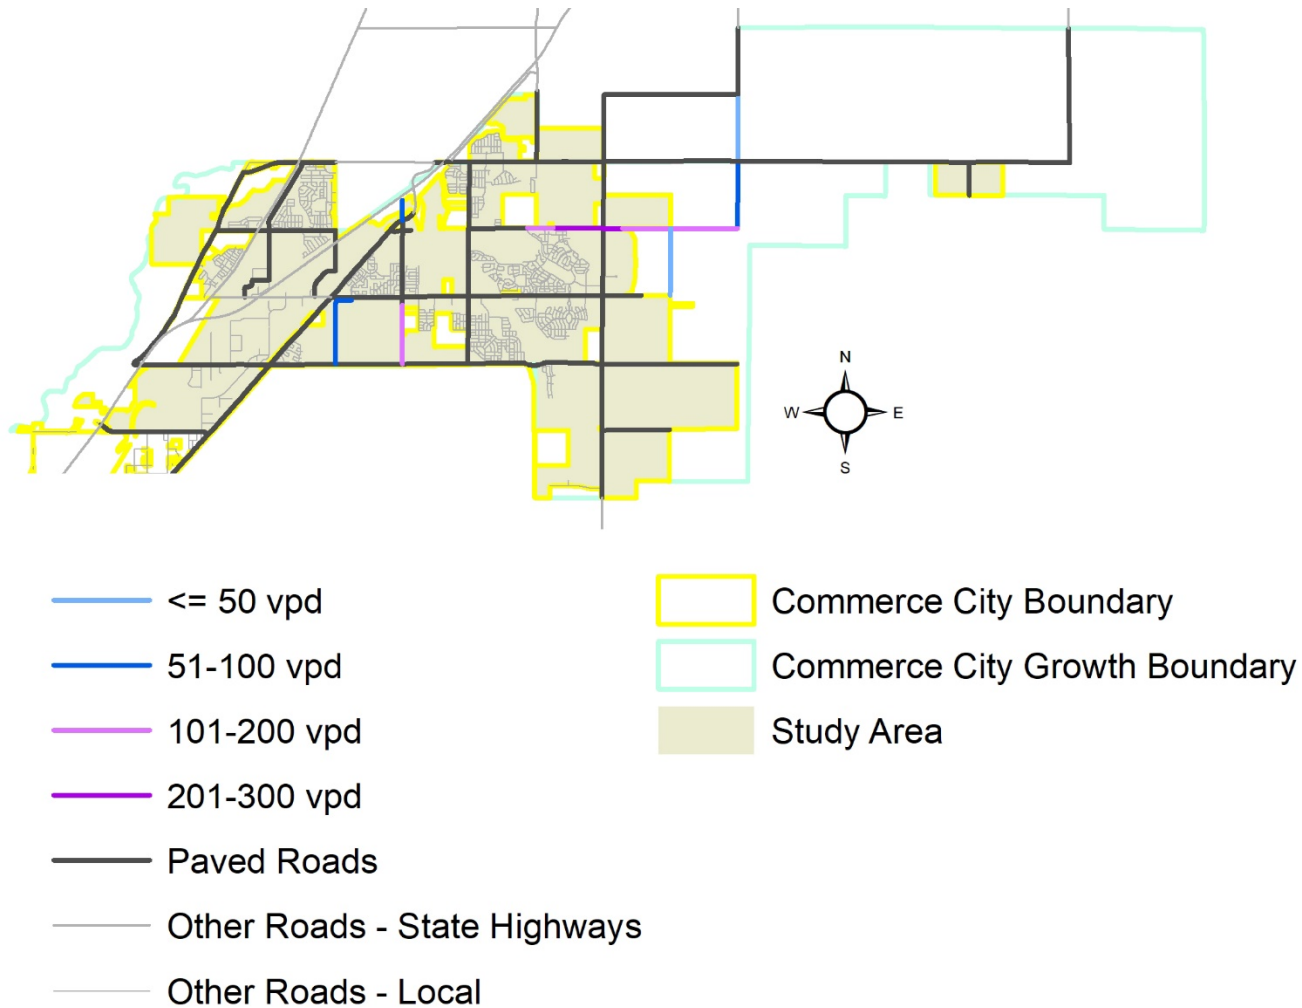 N
W E
S
<= 50 vpd
51-100 vpd
101-200 vpd
201-300 vpd
Paved Roads
Other Roads - State Highways
Other Roads - Local
Commerce City Boundary
Commerce City Growth Boundary
Study Area